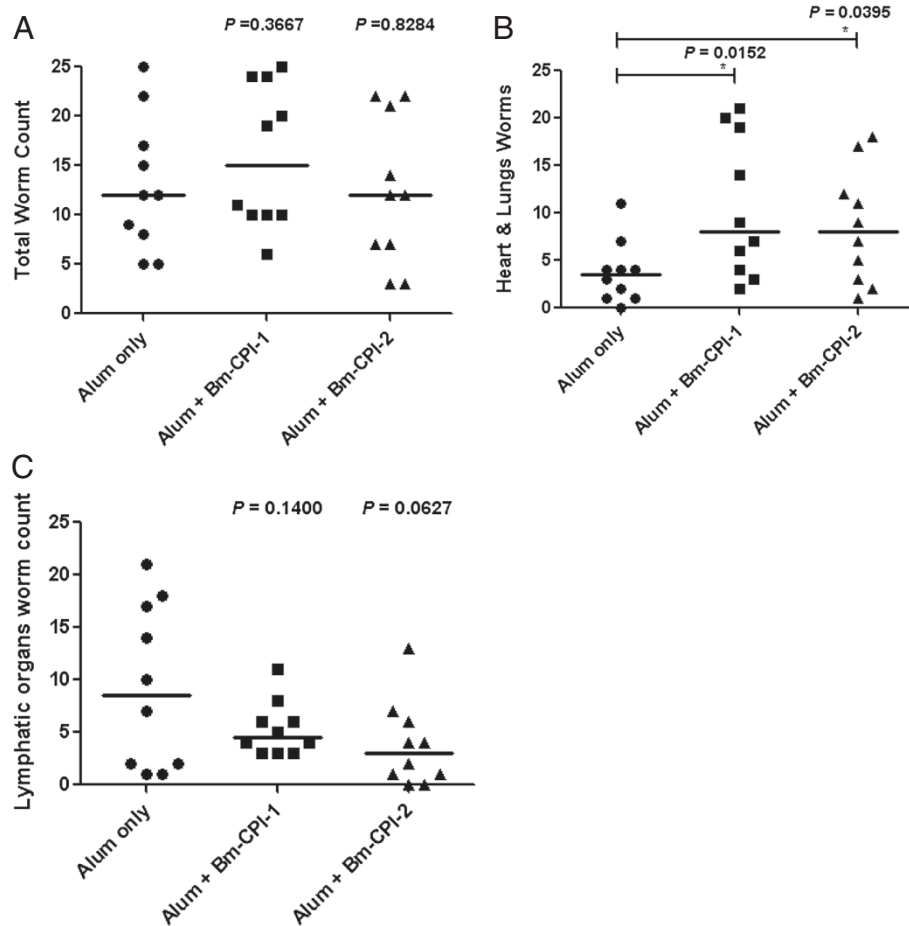 A
P =0.3667
P =0.8284
Total Worm Count
25
20
15
10
5
0
Alum only
Alum + Bm-CPI-1
Alum + Bm-CPI-2
B
P = 0.0395
*
P = 0.0152
*
Heart & Lungs Worms
25
20
15
10
5
0
Alum only
Alum + Bm-CPI-1
Alum + Bm-CPI-2
C
P = 0.1400
P = 0.0627
Lymphatic organs worm count
25
20
15
10
5
0
Alum only
Alum + Bm-CPI-1
Alum + Bm-CPI-2